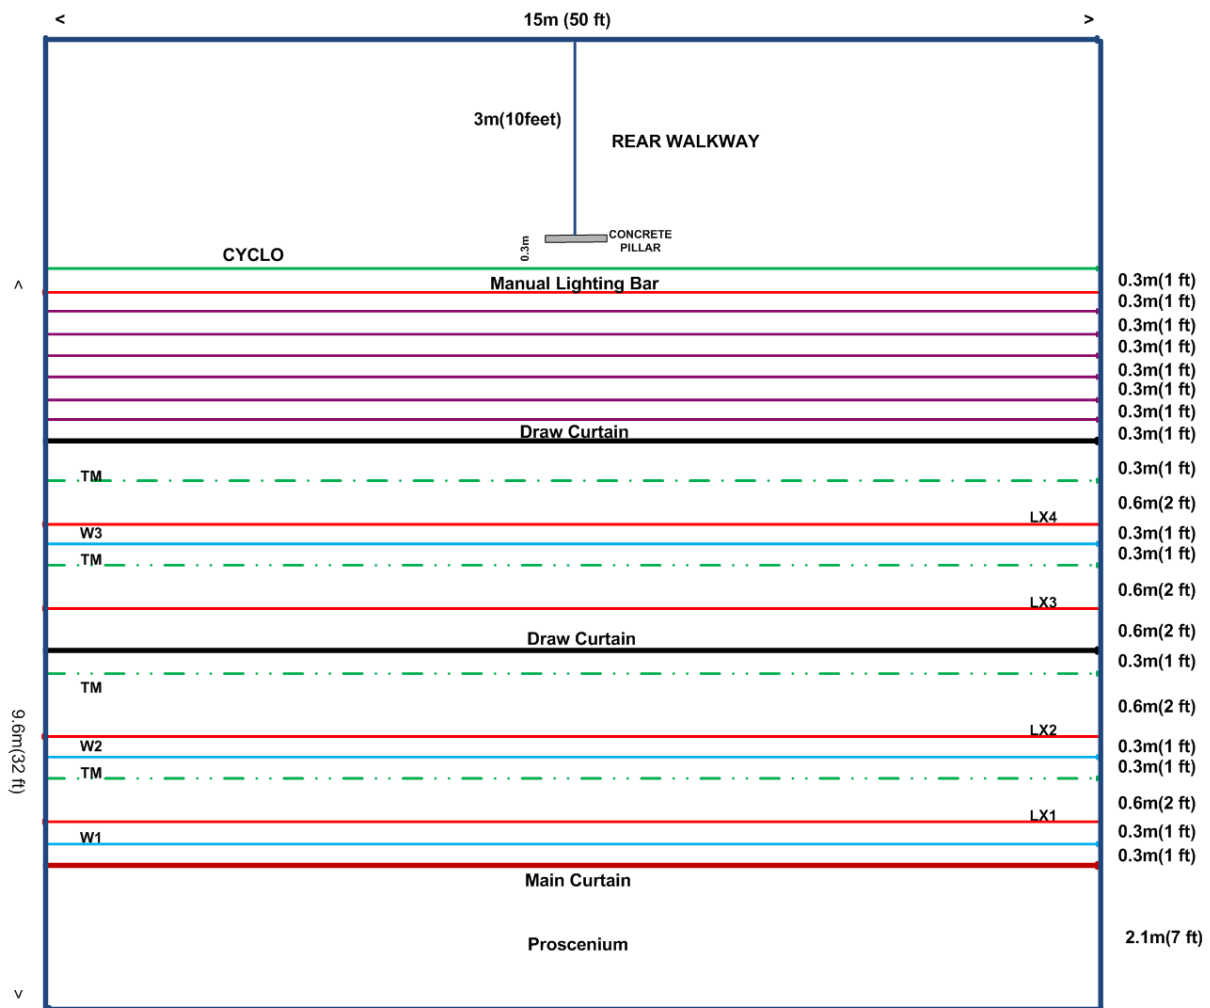 < 15m (50 ft) >
3m(10feet)
REAR WALKWAY
CONCRETE
PILLAR
0.3m
CYCLO
<
Manual Lighting Bar
0.3m(1 ft)
0.3m(1 ft)
0.3m(1 ft)
0.3m(1 ft)
0.3m(1 ft)
0.3m(1 ft)
0.3m(1 ft)
Draw Curtain
0.3m(1 ft)
TM
0.3m(1 ft)
0.6m(2 ft)
LX4
W3
0.3m(1 ft)
TM
0.3m(1 ft)
0.6m(2 ft)
LX3
0.6m(2 ft)
Draw Curtain
0.3m(1 ft)
TM
0.6m(2 ft)
LX2
W2
0.3m(1 ft)
9.6m(32 ft)
TM
0.3m(1 ft)
0.6m(2 ft)
LX1
W1
0.3m(1 ft)
0.3m(1 ft)
Main Curtain
Proscenium
2.1m(7 ft)
>